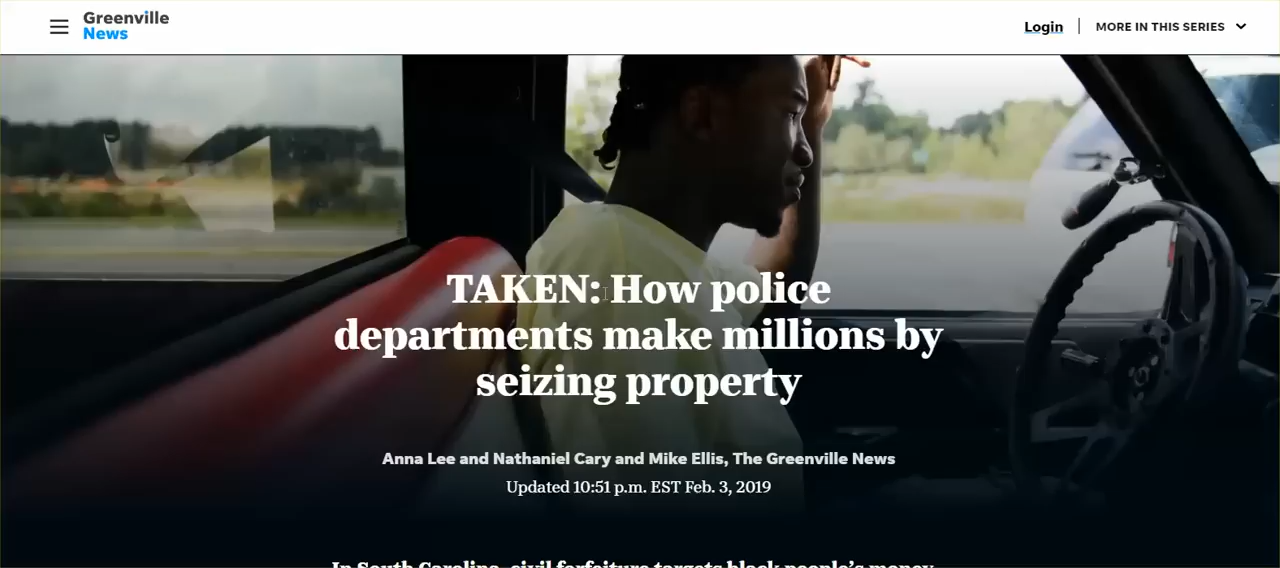 Greenville
News
Login
MORE IN THIS SERIES
TAKEN: How police
departments make millions by
seizing property
Anna Lee and Nathaniel Cary and Mike Ellis, The Greenville News
Updated 10:51 p.m. EST Feb. 3, 2019
In South Carolina, civil forfeiture targets black people's money